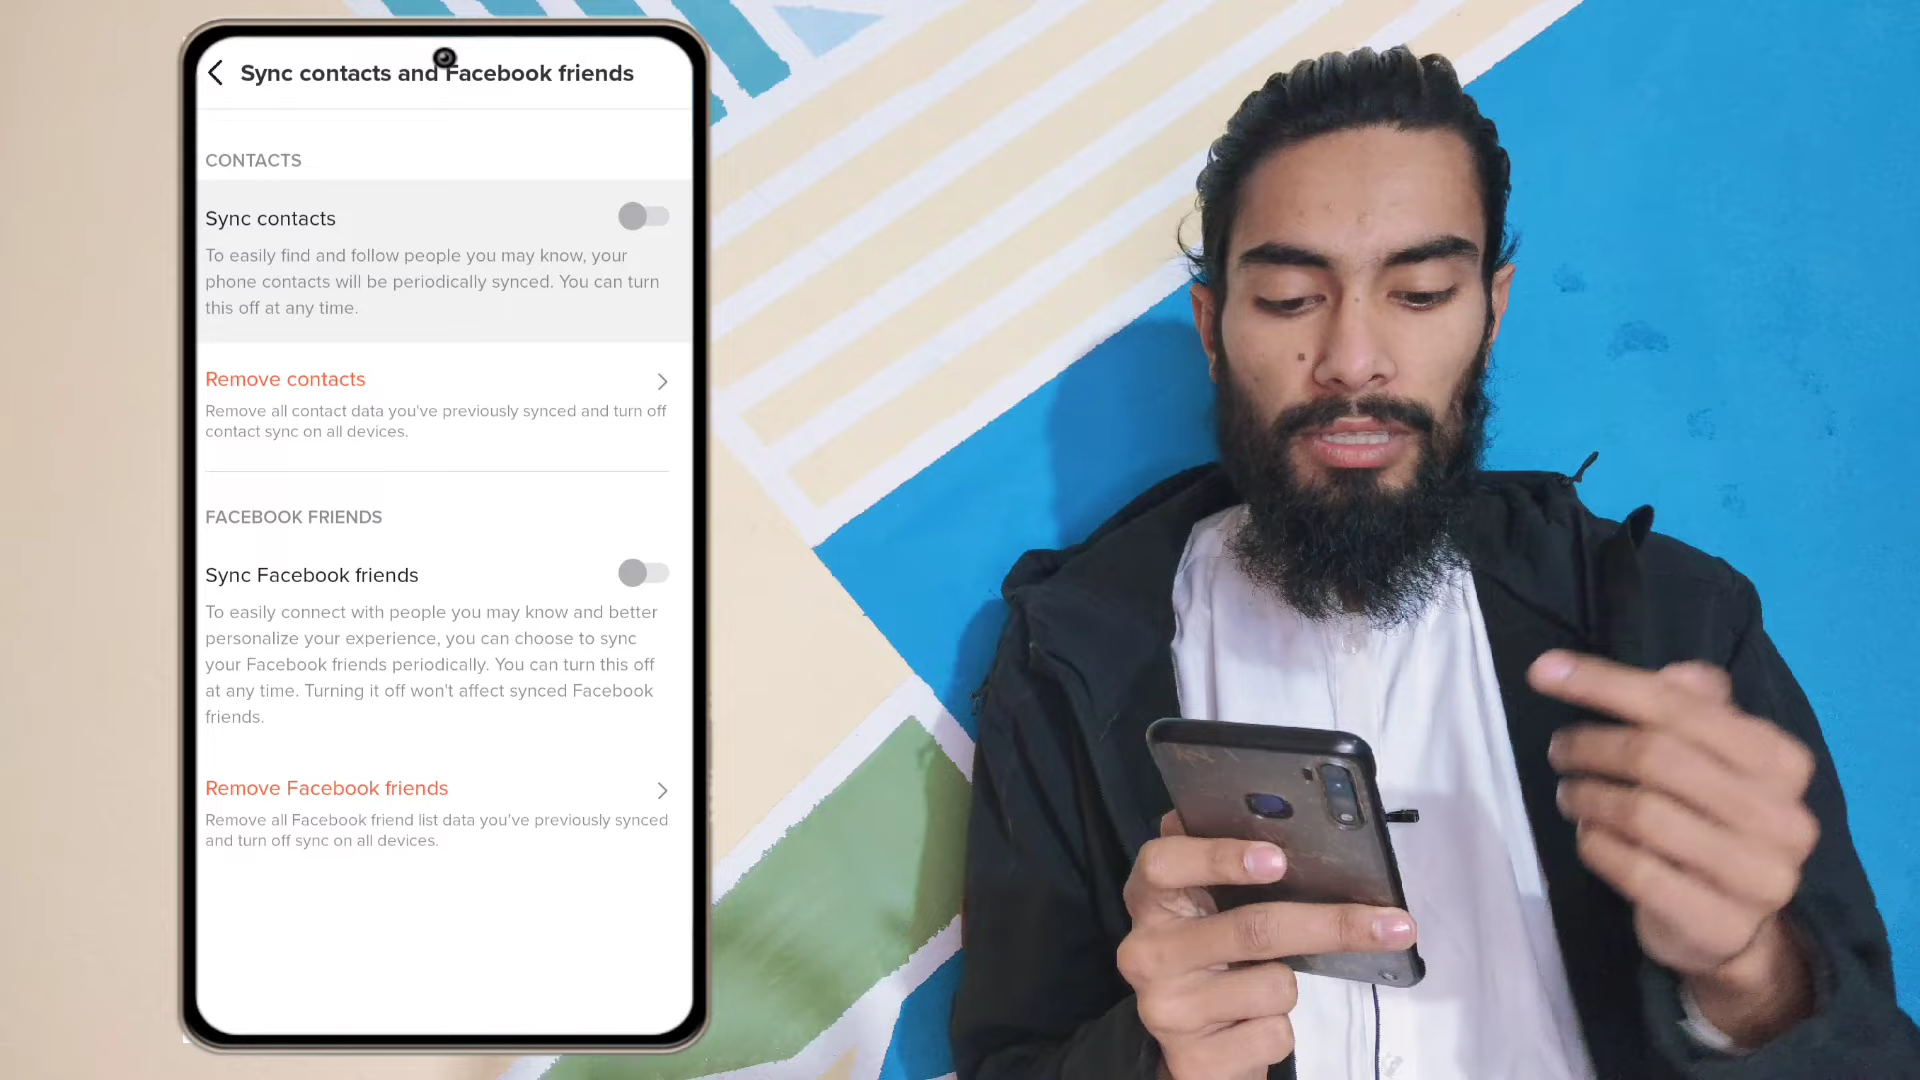 Sync contacts and Facebook friends
CONTACTS
Sync contacts
To easily find and follow people you may know, your
phone contacts will be periodically synced. You can turn
this off at any time.
Remove contacts
Remove all contact data you've previously synced and turn off
contact sync on all devices.
FACEBOOK FRIENDS
Sync Facebook friends
To easily connect with people you may know and better
personalize your experience, you can choose to sync
your Facebook friends periodically. You can turn this off
at any time. Turning it off won't affect synced Facebook
friends.
Remove Facebook friends
Remove all Facebook friend list data you've previously synced
and turn off sync on all devices.